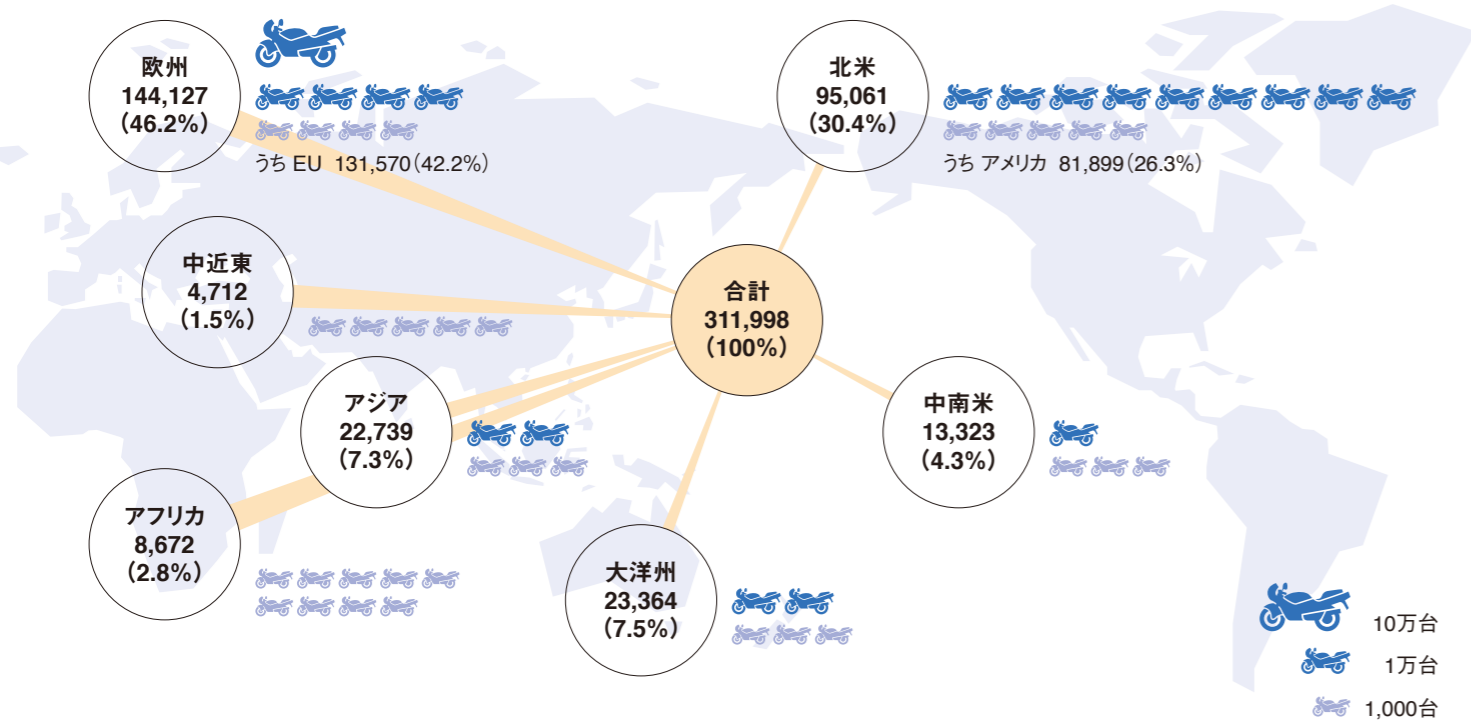 欧州
144,127
(46.2%)
うち EU 131,570(42.2%)
北米
95,061
(30.4%)
うち アメリカ 81,899(26.3%)
中近東
4,712
(1.5%)
合計
311,998
(100%)
アジア
22,739
(7.3%)
中南米
13,323
(4.3%)
アフリカ
8,672
(2.8%)
大洋州
23,364
(7.5%)
10万台
1万台
1,000台